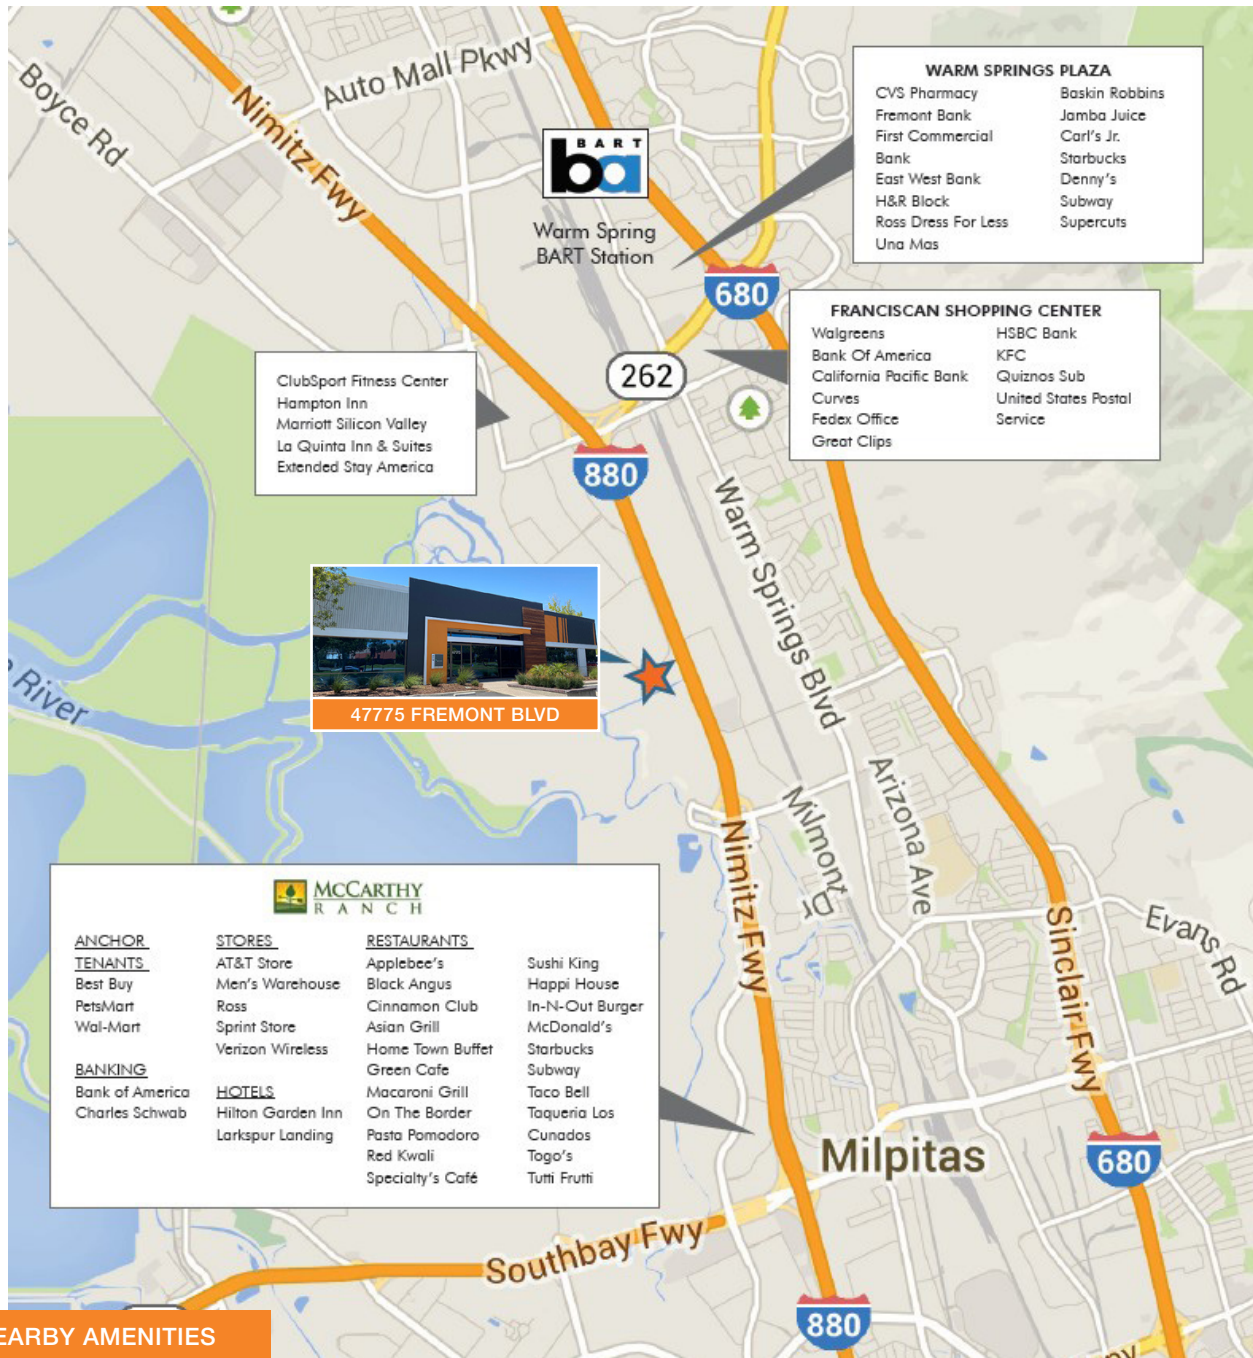 Auto Mall Pkwy
Boyce Rd
Nimitz Fwy
BART
ba
Warm Spring
BART Station
WARM SPRINGS PLAZA
CVS Pharmacy
Fremont Bank
First Commercial
Bank
East West Bank
H&R Block
Ross Dress For Less
Una Mas
Baskin Robbins
Jamba Juice
Carl's Jr.
Starbucks
Denny's
Subway
Supercuts
680
FRANCISCAN SHOPPING CENTER
Walgreens
Bank Of America
California Pacific Bank
Curves
Fedex Office
Great Clips
HSBC Bank
KFC
Quiznos Sub
United States Postal
Service
262
ClubSport Fitness Center
Hampton Inn
Marriott Silicon Valley
La Quinta Inn & Suites
Extended Stay America
880
Warm Springs Blvd
47775 FREMONT BLVD
River
Milmont D
Arizona Ave
Nimitz Fwy
Sinclair Fwy
Evans Rd
McCARTHY
RANCH
ANCHOR
TENANTS
Best Buy
PetsMart
Wal-Mart
BANKING
Bank of America
Charles Schwab
STORES
AT&T Store
Men's Warehouse
Ross
Sprint Store
Verizon Wireless
HOTELS
Hilton Garden Inn
Larkspur Landing
RESTAURANTS
Applebee's
Black Angus
Cinnamon Club
Asian Grill
Home Town Buffet
Green Cafe
Macaroni Grill
On The Border
Pasta Pomodoro
Red Kwali
Specialty's Café
Sushi King
Happi House
In-N-Out Burger
McDonald's
Starbucks
Subway
Taco Bell
Taqueria Los
Cunados
Togo's
Tutti Frutti
Milpitas
680
Southbay Fwy
880
EARBY AMENITIES